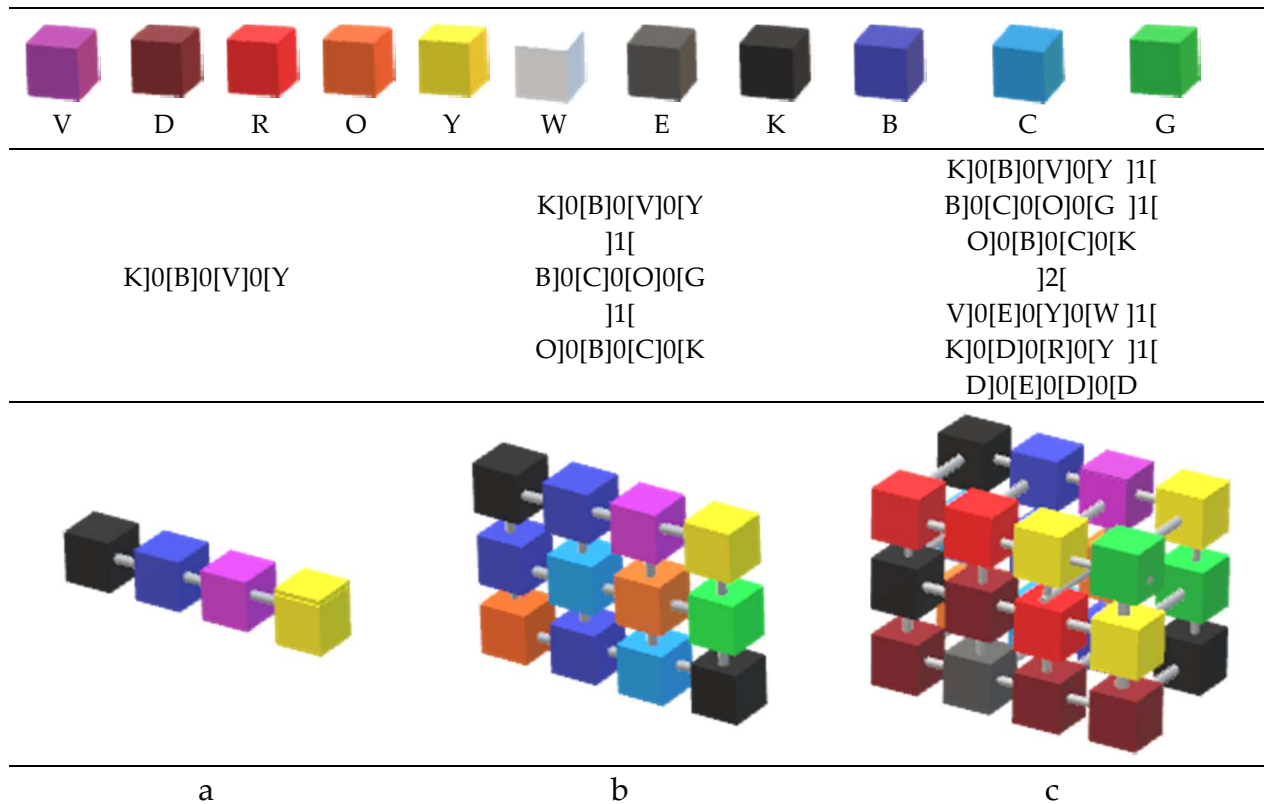 V D R O Y W E K B C G
K]0[B]0[V]0[Y
K]0[B]0[V]0[Y
]1[
B]0[C]0[O]0[G
]1[
O]0[B]0[C]0[K
K]0[B]0[V]0[Y ]1[
B]0[C]0[O]0[G ]1[
O]0[B]0[C]0[K
]2[
V]0[E]0[Y]0[W ]1[
K]0[D]0[R]0[Y ]1[
D]0[E]0[D]0[D
a b c